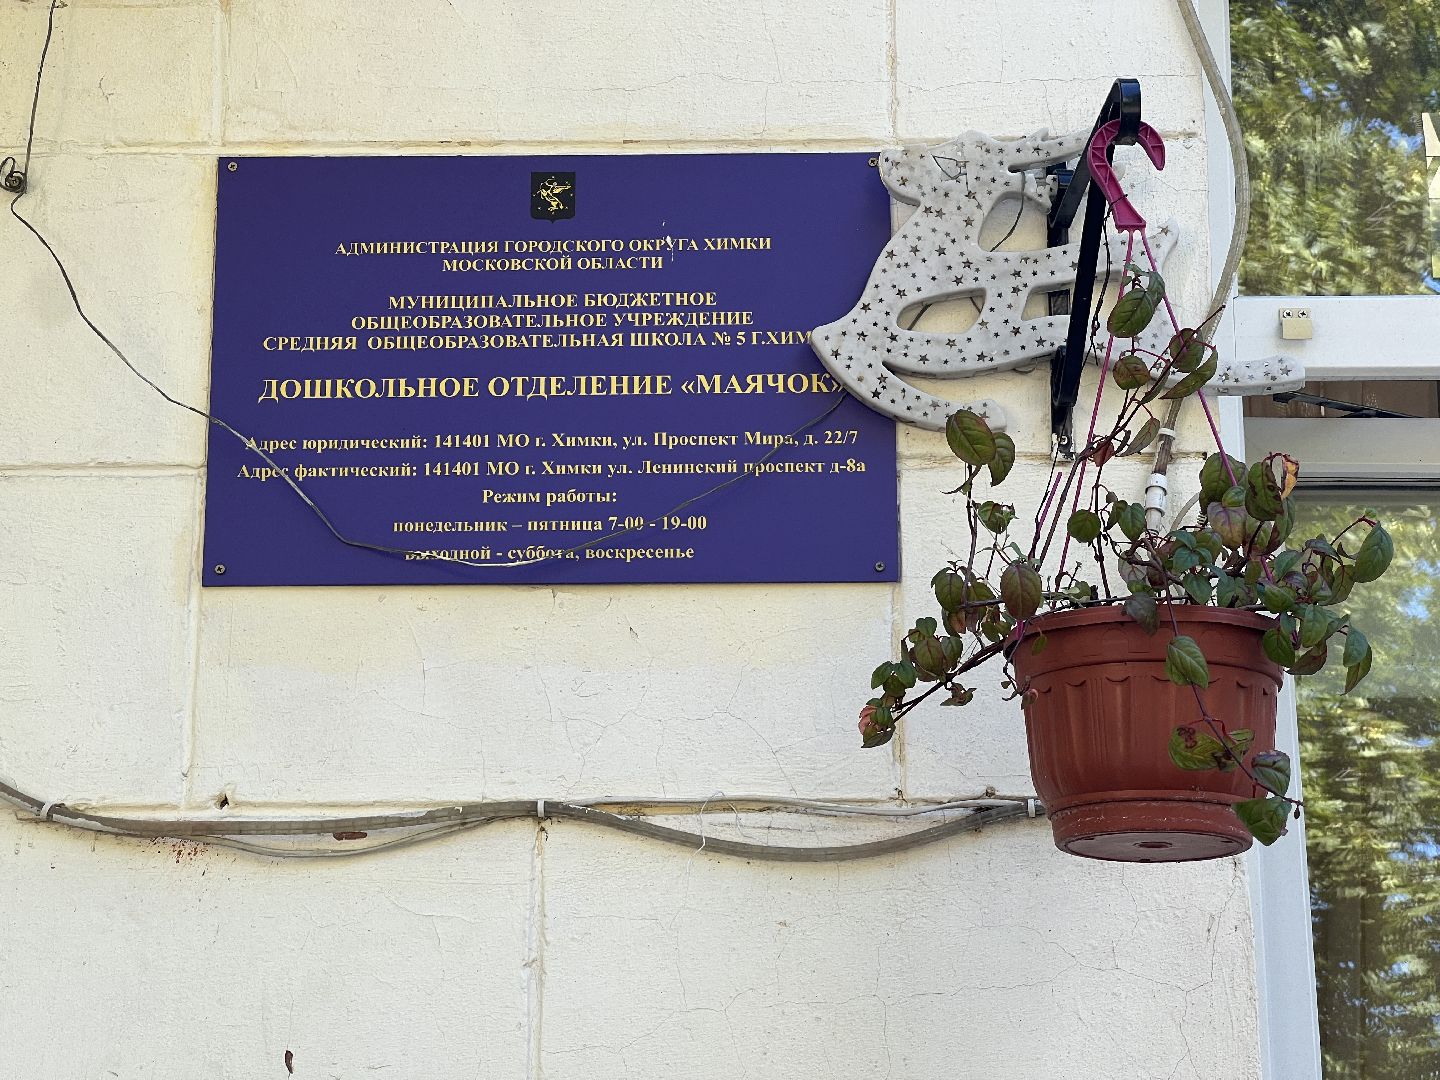 АДМИНИСТРАЦИЯ ГОРОДСКОГО ОКРУГА ХИМКИ
МОСКОВСКОЙ ОБЛАСТИ
МУНИЦИПАЛЬНОЕ БЮДЖЕТНОЕ
ОБЩЕОБРАЗОВАТЕЛЬНОЕ УЧРЕЖДЕНИЕ
СРЕДНЯЯ ОБЩЕОБРАЗОВАТЕЛЬНАЯ ШКОЛА № 5 Г.ХИМ
ДОШКОЛЬНОЕ ОТДЕЛЕНИЕ «МАЯЧОК»
Адрес юридический: 141401 МО г. Химки, ул. Проспект Мира, д. 22/7
Адрес фактический: 141401 МО г. Химки ул. Ленинский проспект д-8а
Режим работы:
понедельник – пятница 7-00 - 19-00
выходной - суббота, воскресенье